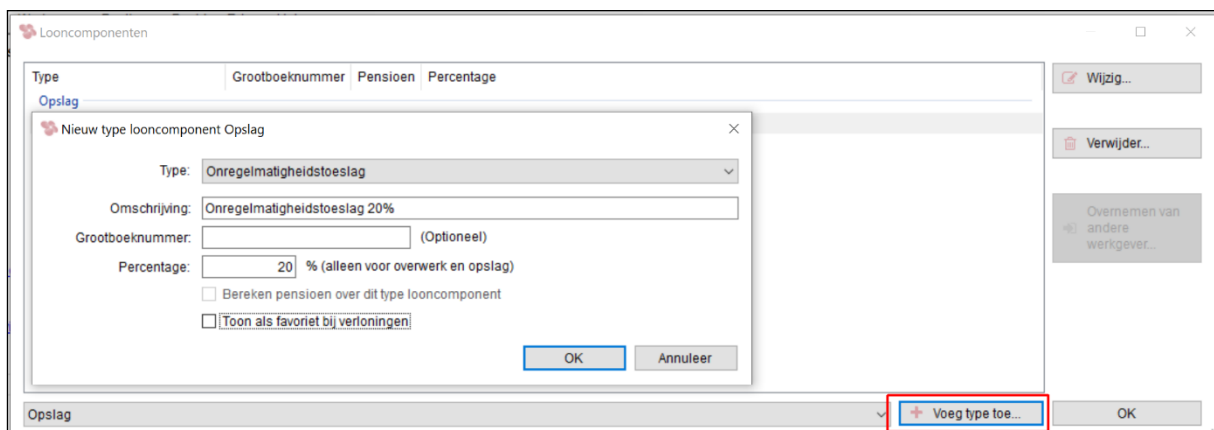 Looncomponenten
Type Grootboeknummer Pensioen Percentage
Opslag
Wijzig...
Verwijder...
Overnemen van
andere
werkgever...
Nieuw type looncomponent Opslag
Type: Onregelmatigheidstoeslag
Omschrijving: Onregelmatigheidstoeslag 20%
Grootboeknummer: (Optioneel)
Percentage: 20 % (alleen voor overwerk en opslag)
Bereken pensioen over dit type looncomponent
Toon als favoriet bij verloningen
OK Annuleer
Opslag Voeg type toe... OK